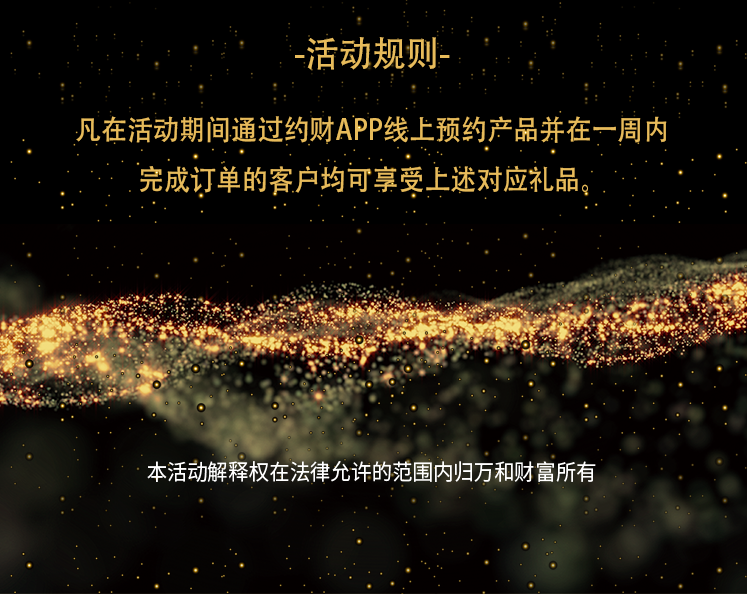 -活动规则-
凡在活动期间通过约财APP线上预约产品并在一周内
完成订单的客户均可享受上述对应礼品。
本活动解释权在法律允许的范围内归万和财富所有